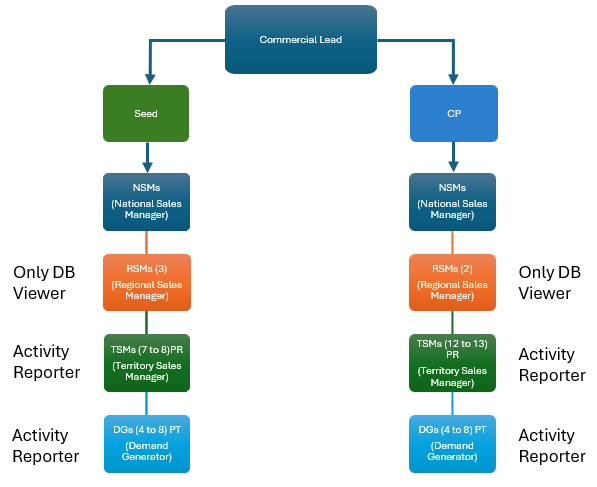 Commercial Lead
Seed
CP
NSMs
(National Sales
Manager)
NSMs
(National Sales
Manager)
Only DB
Viewer
RSMs (3)
(Regional Sales
Manager)
RSMs (2)
(Regional Sales
Manager)
Only DB
Viewer
Activity
Reporter
TSMs (7 to 8)PR
(Territory Sales
Manager)
TSMs (12 to 13)
PR
(Territory Sales
Manager)
Activity
Reporter
Activity
Reporter
DGs (4 to 8) PT
(Demand
Generator)
DGs (4 to 8) PT
(Demand
Generator)
Activity
Reporter